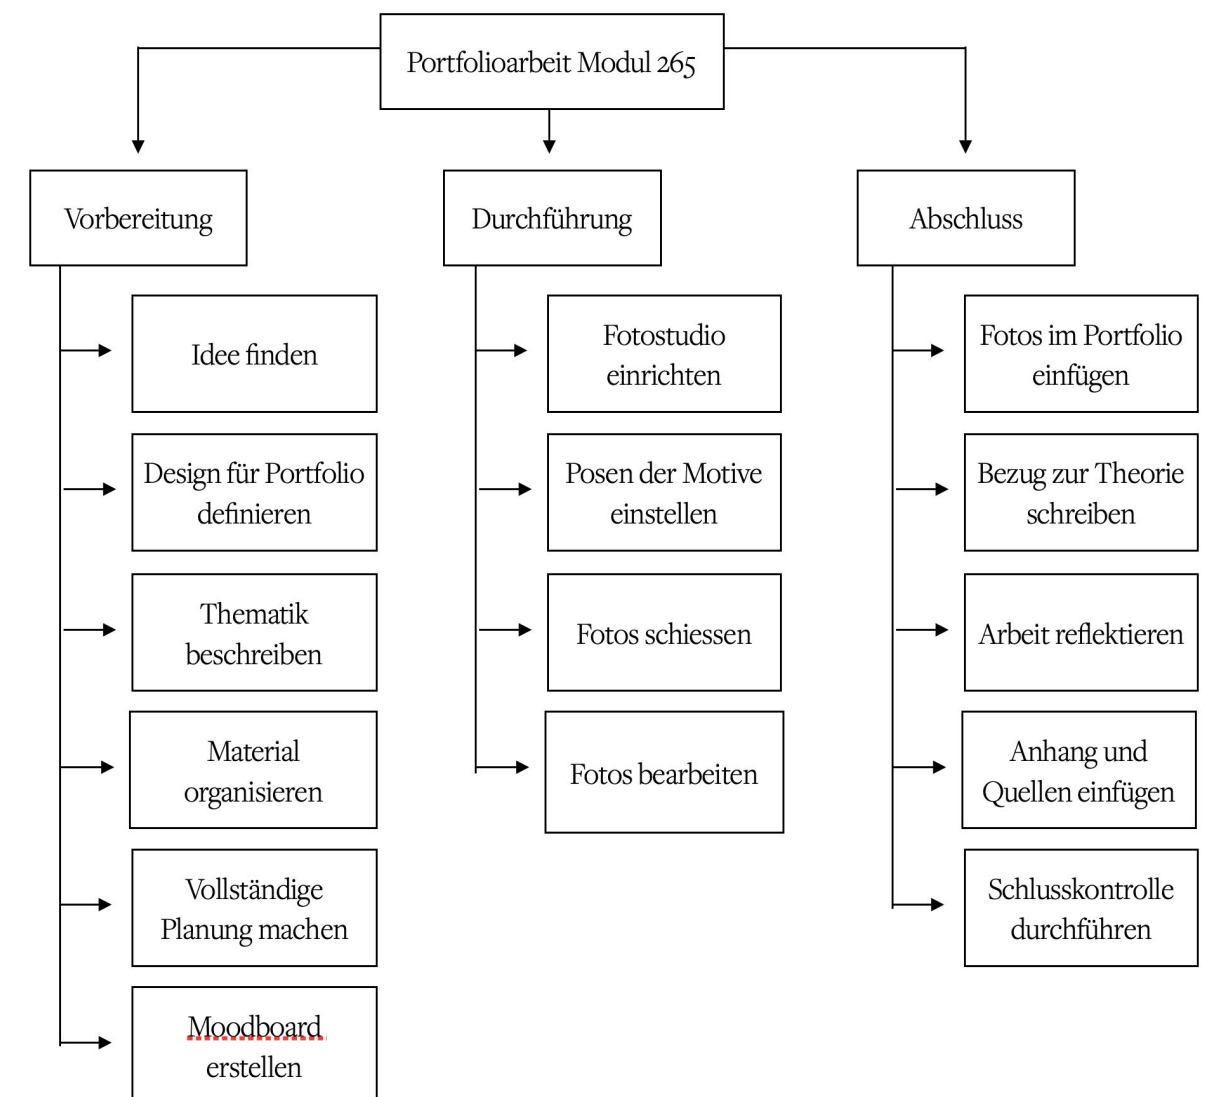 Portfolioarbeit Modul 265
Vorbereitung
Idee finden
Design für Portfolio
definieren
Thematik
beschreiben
Material
organisieren
Vollständige
Planung machen
Moodboard
erstellen
Durchführung
Fotostudio
einrichten
Posen der Motive
einstellen
Fotos schiessen
Fotos bearbeiten
Abschluss
Fotos im Portfolio
einfügen
Bezug zur Theorie
schreiben
Arbeit reflektieren
Anhang und
Quellen einfügen
Schlusskontrolle
durchführen